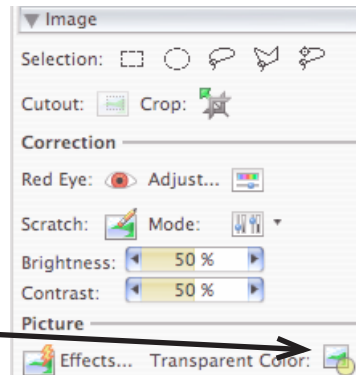 Image
Selection:
Cutout: Crop:
Correction
Red Eye: Adjust...
Scratch: Mode:
Brightness: 50 %
Contrast: 50 %
Picture
Effects... Transparent Color: